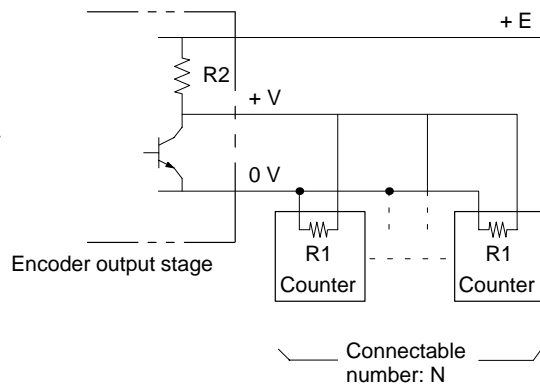 + E
R2
+ V
0 V
Encoder output stage
R1
R1
Counter
Counter
Connectable
number: N